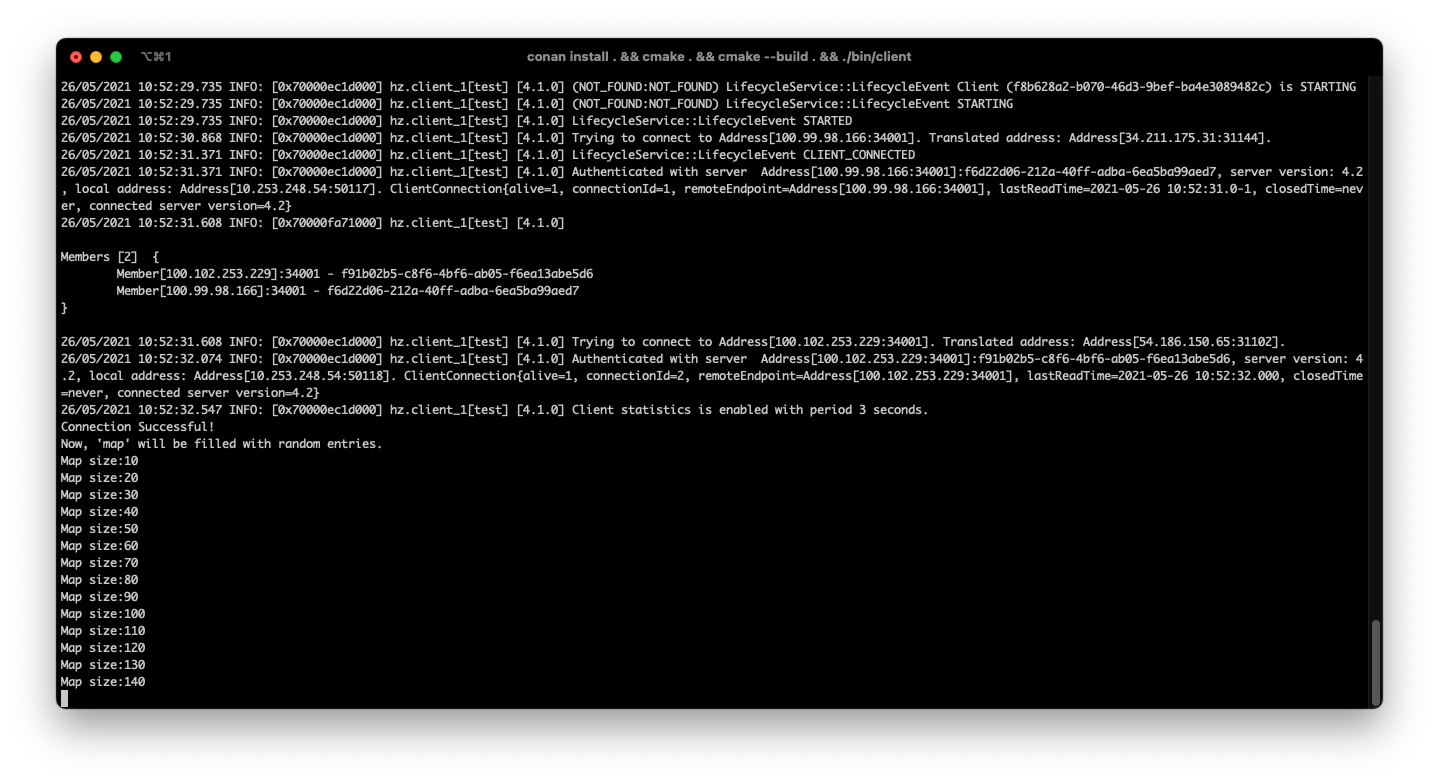 ⌥⌘1
conan install . && cmake . && cmake --build . && ./bin/client
26/05/2021 10:52:29.735 INFO: [0x70000ec1d000] hz.client_1[test] [4.1.0] (NOT_FOUND:NOT_FOUND) LifecycleService::LifecycleEvent Client (f8b628a2-b070-46d3-9bef-ba4e3089482c) is STARTING
26/05/2021 10:52:29.735 INFO: [0x70000ec1d000] hz.client_1[test] [4.1.0] (NOT_FOUND:NOT_FOUND) LifecycleService::LifecycleEvent STARTING
26/05/2021 10:52:29.735 INFO: [0x70000ec1d000] hz.client_1[test] [4.1.0] LifecycleService::LifecycleEvent STARTED
26/05/2021 10:52:30.868 INFO: [0x70000ec1d000] hz.client_1[test] [4.1.0] Trying to connect to Address[100.99.98.166:34001]. Translated address: Address[34.211.175.31:31144].
26/05/2021 10:52:31.371 INFO: [0x70000ec1d000] hz.client_1[test] [4.1.0] LifecycleService::LifecycleEvent CLIENT_CONNECTED
26/05/2021 10:52:31.371 INFO: [0x70000ec1d000] hz.client_1[test] [4.1.0] Authenticated with server  Address[100.99.98.166:34001]:f6d22d06-212a-40ff-adba-6ea5ba99aed7, server version: 4.2
, local address: Address[10.253.248.54:50117]. ClientConnection{alive=1, connectionId=1, remoteEndpoint=Address[100.99.98.166:34001], lastReadTime=2021-05-26 10:52:31.0-1, closedTime=nev
er, connected server version=4.2}
26/05/2021 10:52:31.608 INFO: [0x70000fa71000] hz.client_1[test] [4.1.0]
Members [2]  {
Member[100.102.253.229]:34001 - f91b02b5-c8f6-4bf6-ab05-f6ea13abe5d6
Member[100.99.98.166]:34001 - f6d22d06-212a-40ff-adba-6ea5ba99aed7
}
26/05/2021 10:52:31.608 INFO: [0x70000ec1d000] hz.client_1[test] [4.1.0] Trying to connect to Address[100.102.253.229:34001]. Translated address: Address[54.186.150.65:31102].
26/05/2021 10:52:32.074 INFO: [0x70000ec1d000] hz.client_1[test] [4.1.0] Authenticated with server  Address[100.102.253.229:34001]:f91b02b5-c8f6-4bf6-ab05-f6ea13abe5d6, server version: 4
.2, local address: Address[10.253.248.54:50118]. ClientConnection{alive=1, connectionId=2, remoteEndpoint=Address[100.102.253.229:34001], lastReadTime=2021-05-26 10:52:32.000, closedTime
=never, connected server version=4.2}
26/05/2021 10:52:32.547 INFO: [0x70000ec1d000] hz.client_1[test] [4.1.0] Client statistics is enabled with period 3 seconds.
Connection Successful!
Now, 'map' will be filled with random entries.
Map size:10
Map size:20
Map size:30
Map size:40
Map size:50
Map size:60
Map size:70
Map size:80
Map size:90
Map size:100
Map size:110
Map size:120
Map size:130
Map size:140